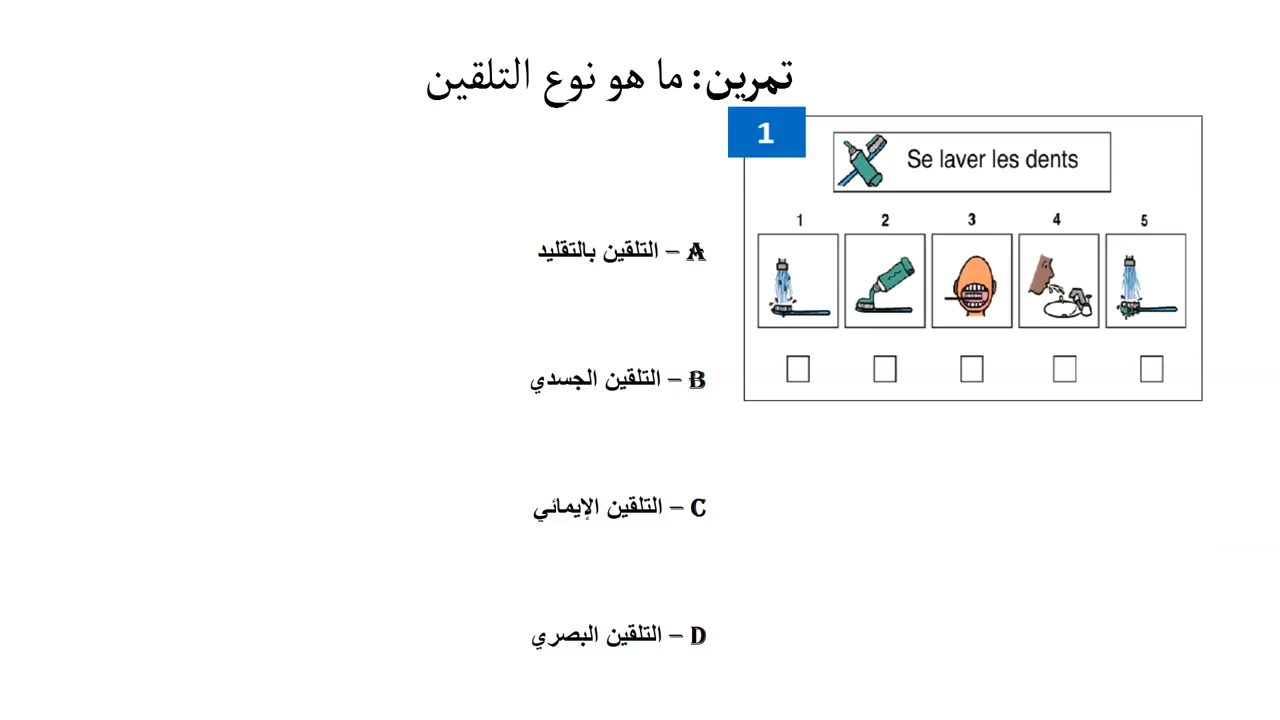 تمرين: ما هو نوع التلقين
1
Se laver les dents
1 2 3 4 5
A – التلقين بالتقليد
B – التلقين الجسدي
C – التلقين الإيمائي
D – التلقين البصري